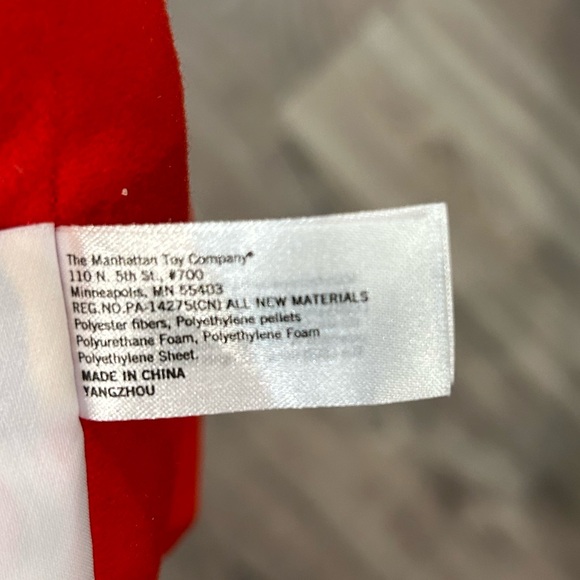 The Manhattan Toy Company®
110 N. 5th St., #700
Minneapolis, MN 55403
REG.NO.PA-14275(CN) ALL NEW MATERIALS
Polyester fibers, Polyethylene pellets
Polyurethane Foam, Polyethylene Foam
Polyethylene Sheet.
MADE IN CHINA
YANGZHOU